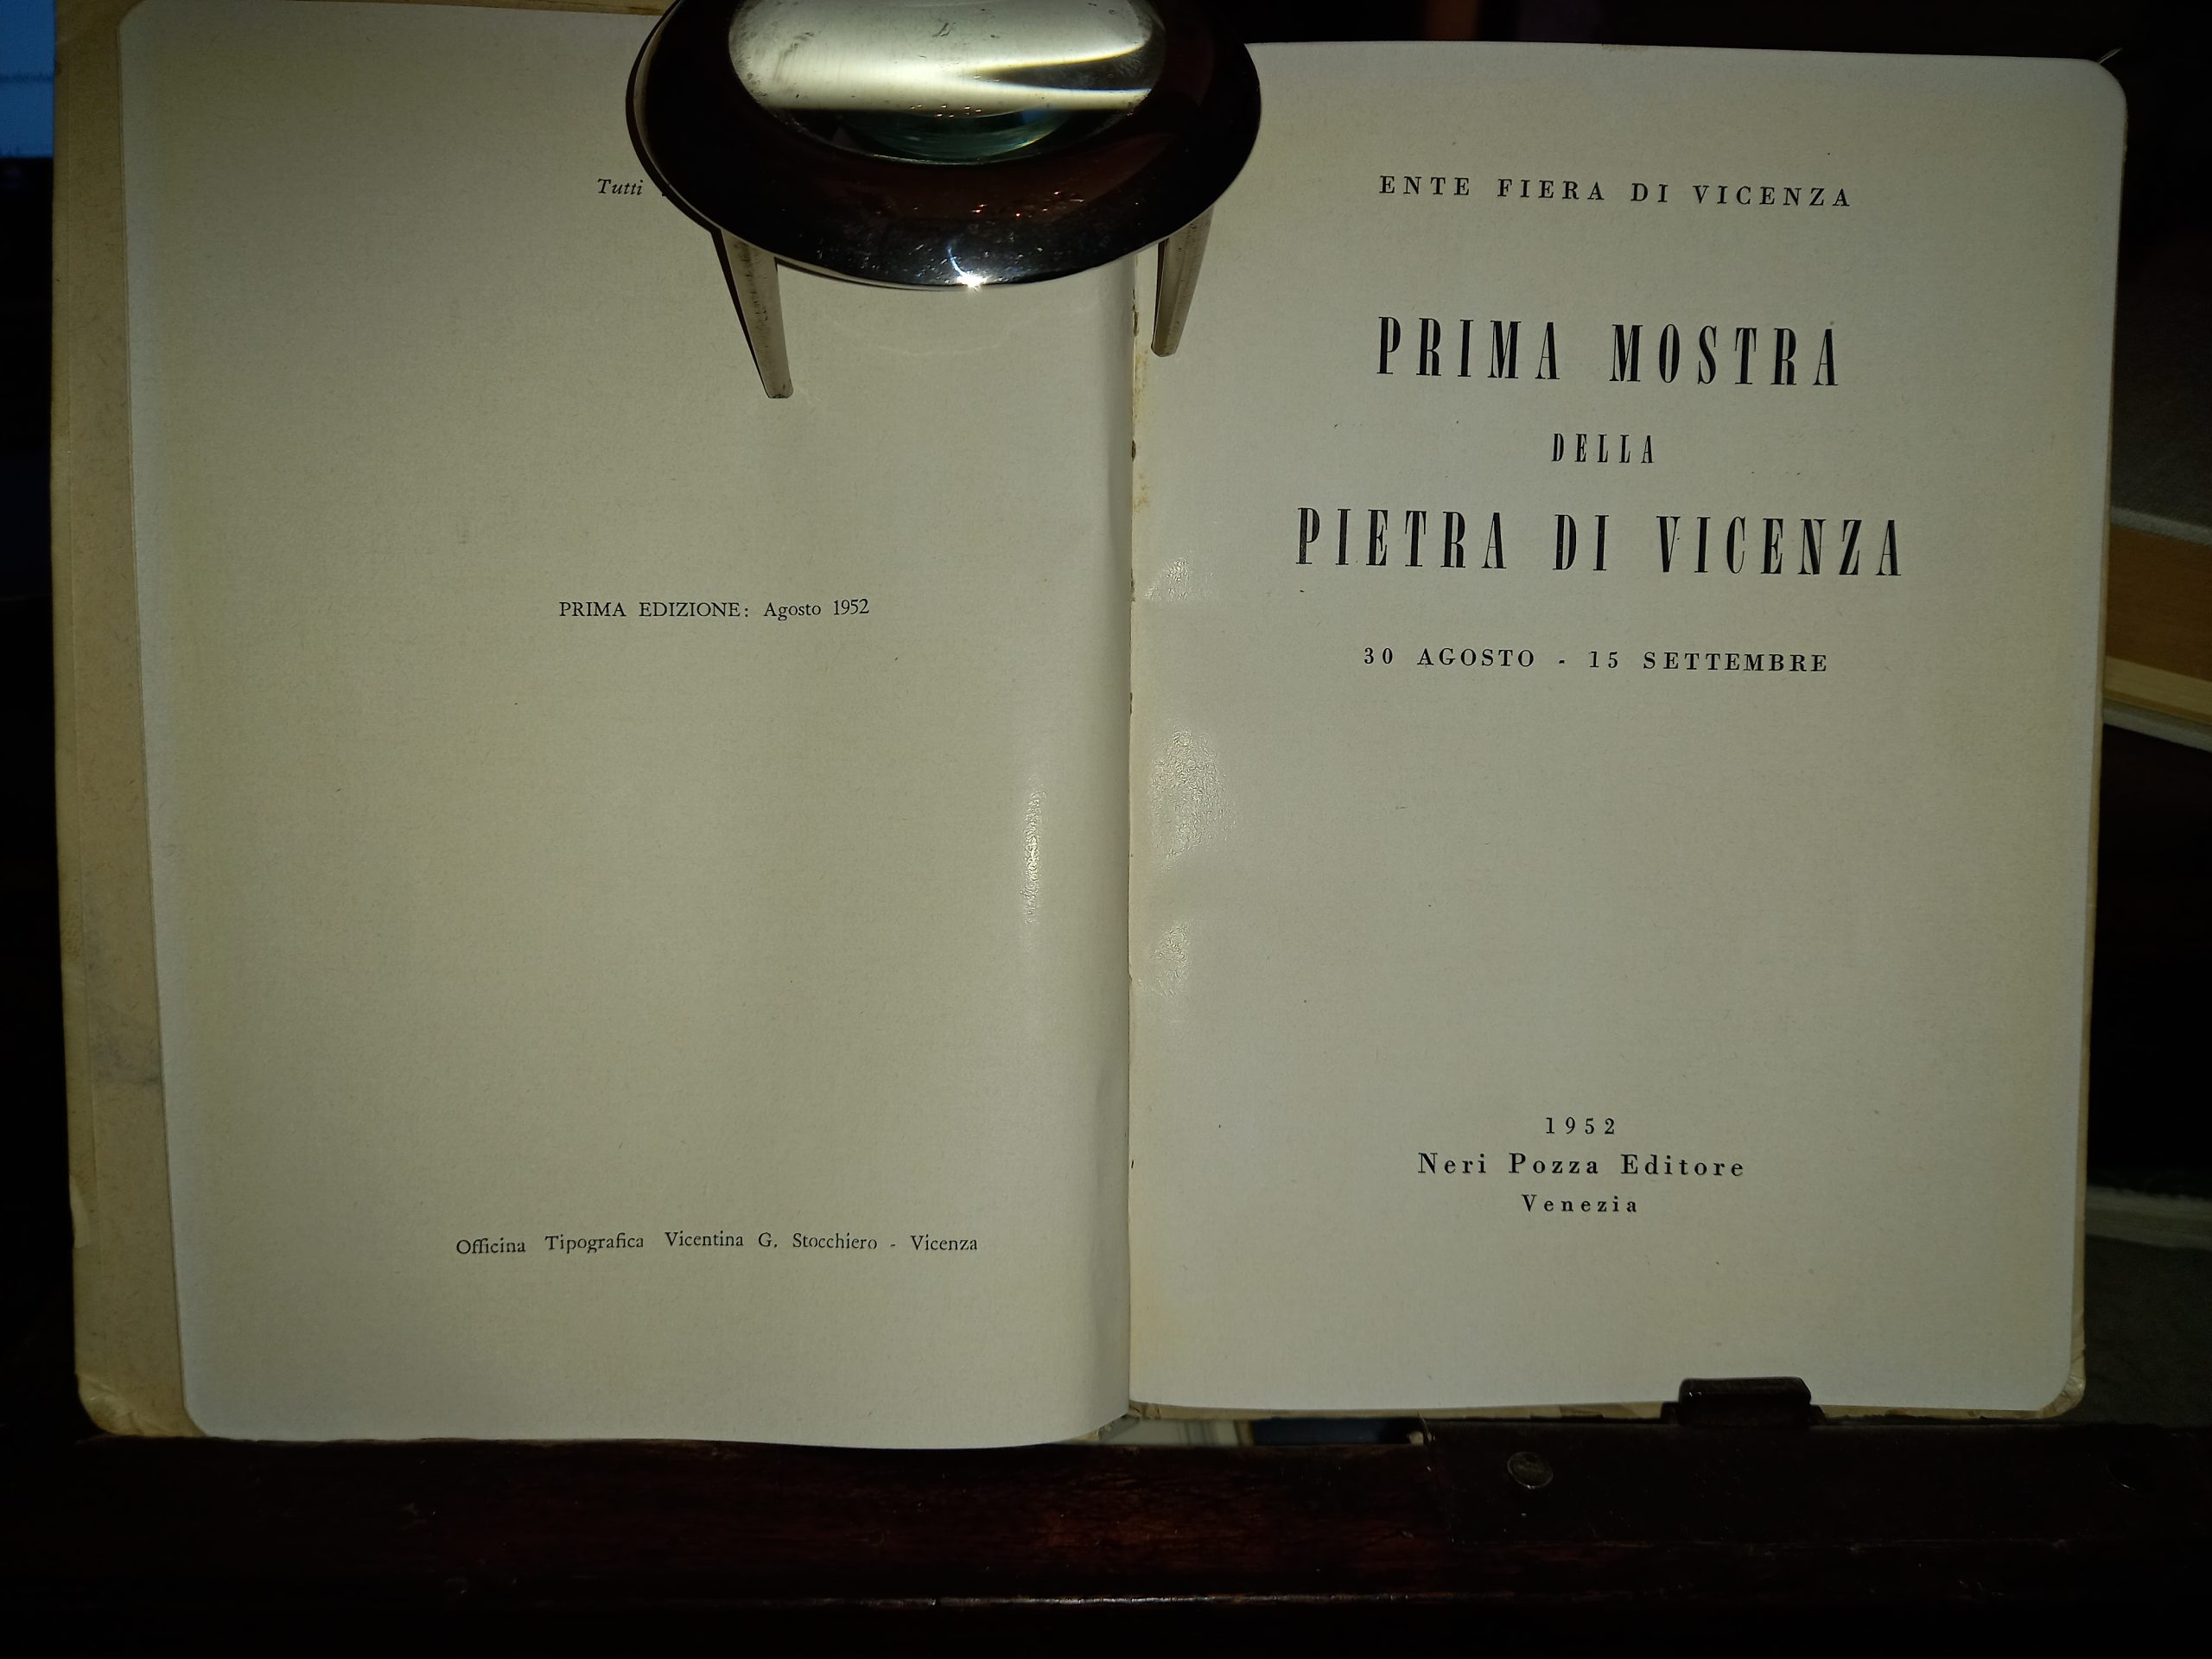 Tutti
PRIMA EDIZIONE: Agosto 1952
Officina Tipografica Vicentina G. Stocchiero - Vicenza
ENTE FIERA DI VICENZA
PRIMA MOSTRA
DELLA
PIETRA DI VICENZA
30 AGOSTO - 15 SETTEMBRE
1952
Neri Pozza Editore
Venezia